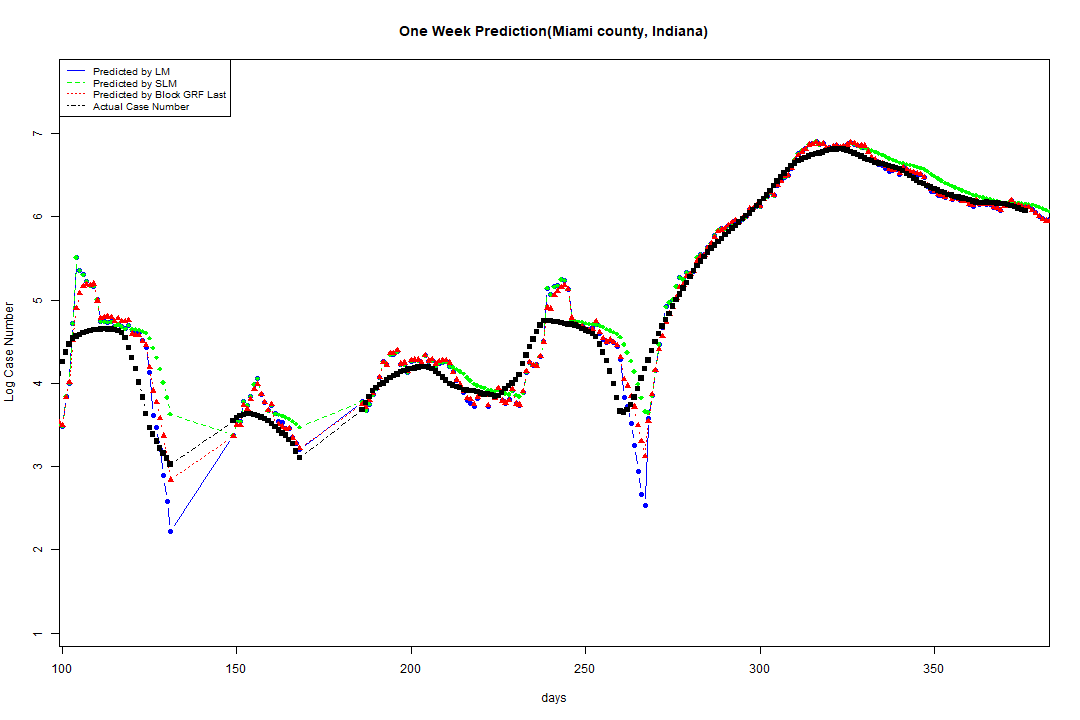 One Week Prediction(Miami county, Indiana)
Predicted by LM
Predicted by SLM
Predicted by Block GRF Last
Actual Case Number
7
6
5
4
3
2
1
Log Case Number
100 150 200 250 300 350
days